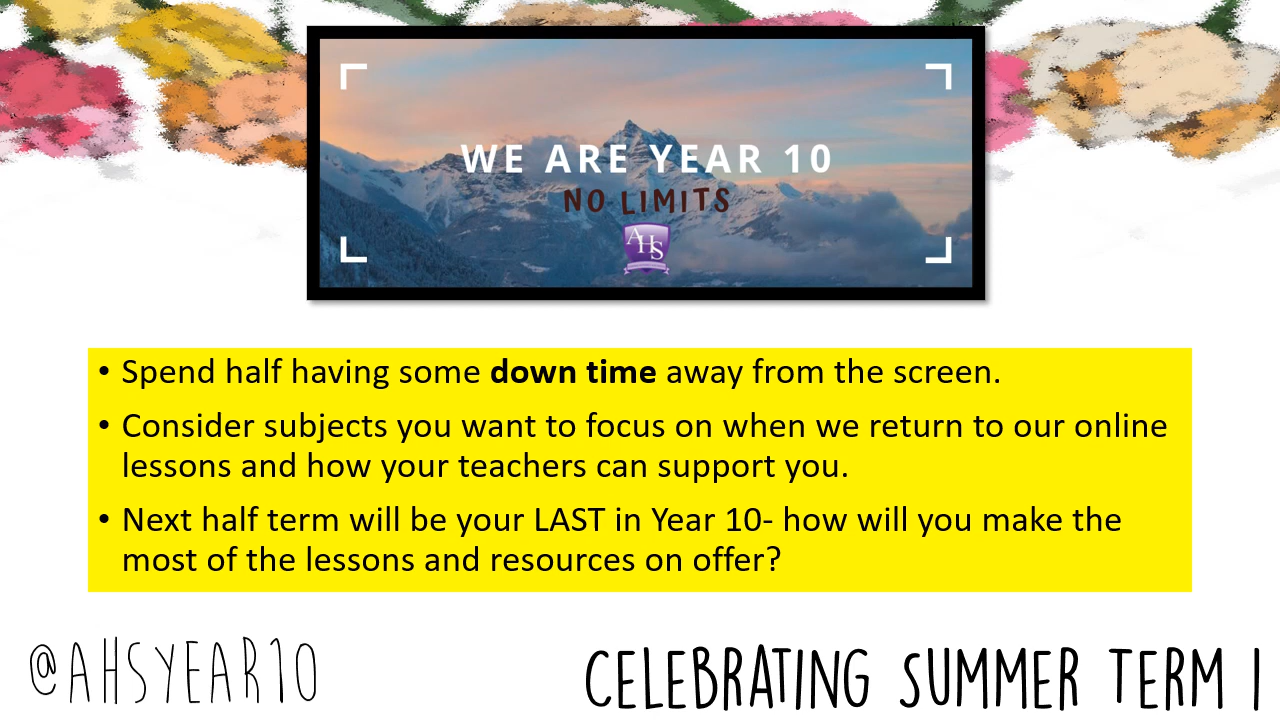 WE ARE YEAR 10
NO LIMITS
AHS
• Spend half having some down time away from the screen.
• Consider subjects you want to focus on when we return to our online
lessons and how your teachers can support you.
• Next half term will be your LAST in Year 10- how will you make the
most of the lessons and resources on offer?
@AHSYEAR10
CELEBRATING SUMMER TERM 1